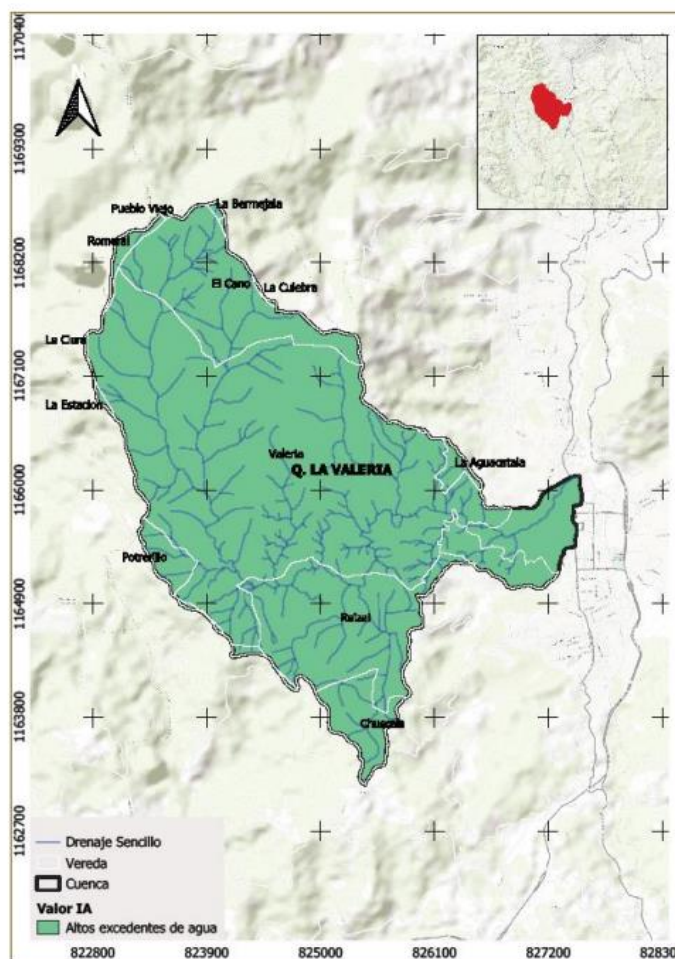 1170400
1169300
1168200
1167100
1166000
1164900
1163800
1162700
La Bermejala
Pueblo Viejo
Romeral
El Cano
La Culebra
La Clara
La Estacion
Valeria
La Aguacatala
Q. LA VALERIA
Potrerillo
Raizal
Chuscala
Drenaje Sencillo
Vereda
Cuenca
Valor IA
Altos excedentes de agua
822800
823900
825000
826100
827200
828300